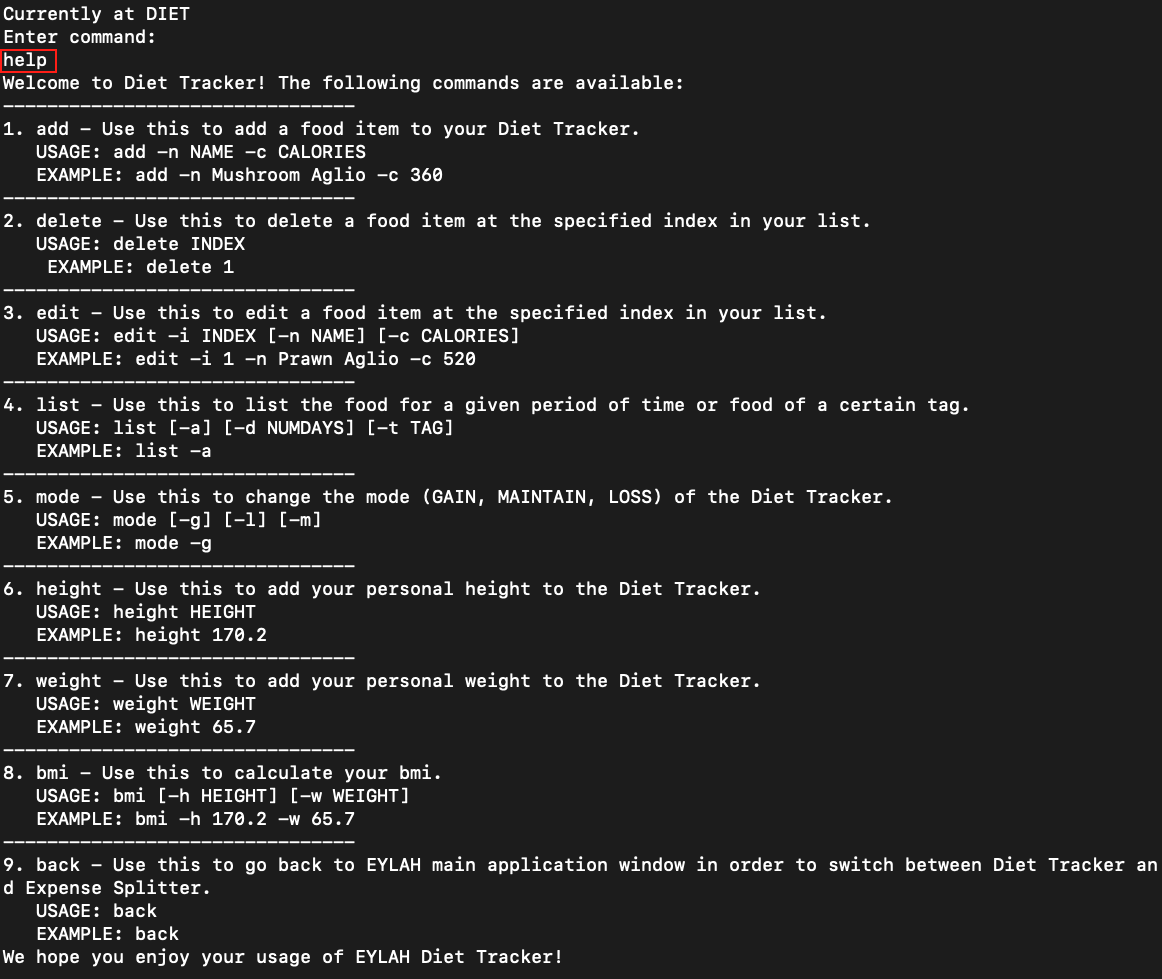 Currently at DIET
Enter command:
help
Welcome to Diet Tracker! The following commands are available:
--------------------------------
1. add - Use this to add a food item to your Diet Tracker.
   USAGE: add -n NAME -c CALORIES
   EXAMPLE: add -n Mushroom Aglio -c 360
--------------------------------
2. delete - Use this to delete a food item at the specified index in your list.
   USAGE: delete INDEX
    EXAMPLE: delete 1
--------------------------------
3. edit - Use this to edit a food item at the specified index in your list.
   USAGE: edit -i INDEX [-n NAME] [-c CALORIES]
   EXAMPLE: edit -i 1 -n Prawn Aglio -c 520
--------------------------------
4. list - Use this to list the food for a given period of time or food of a certain tag.
   USAGE: list [-a] [-d NUMDAYS] [-t TAG]
   EXAMPLE: list -a
--------------------------------
5. mode - Use this to change the mode (GAIN, MAINTAIN, LOSS) of the Diet Tracker.
   USAGE: mode [-g] [-l] [-m]
   EXAMPLE: mode -g
--------------------------------
6. height - Use this to add your personal height to the Diet Tracker.
   USAGE: height HEIGHT
   EXAMPLE: height 170.2
--------------------------------
7. weight - Use this to add your personal weight to the Diet Tracker.
   USAGE: weight WEIGHT
   EXAMPLE: weight 65.7
--------------------------------
8. bmi - Use this to calculate your bmi.
   USAGE: bmi [-h HEIGHT] [-w WEIGHT]
   EXAMPLE: bmi -h 170.2 -w 65.7
--------------------------------
9. back - Use this to go back to EYLAH main application window in order to switch between Diet Tracker an
d Expense Splitter.
   USAGE: back
   EXAMPLE: back
We hope you enjoy your usage of EYLAH Diet Tracker!